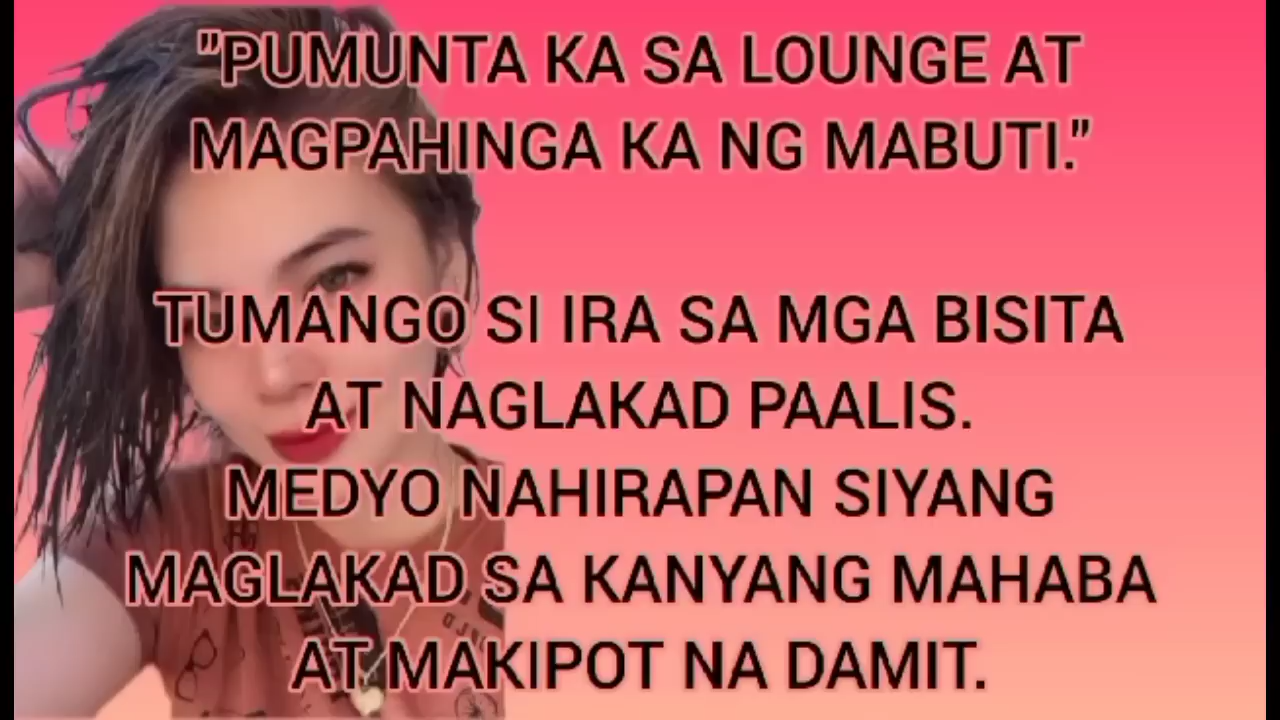 "PUMUNTA KA SA LOUNGE AT
MAGPAHINGA KA NG MABUTI."
TUMANGO SI IRA SA MGA BISITA
AT NAGLAKAD PAALIS.
MEDYO NAHIRAPAN SIYANG
MAGLAKAD SA KANYANG MAHABA
AT MAKIPOT NA DAMIT.